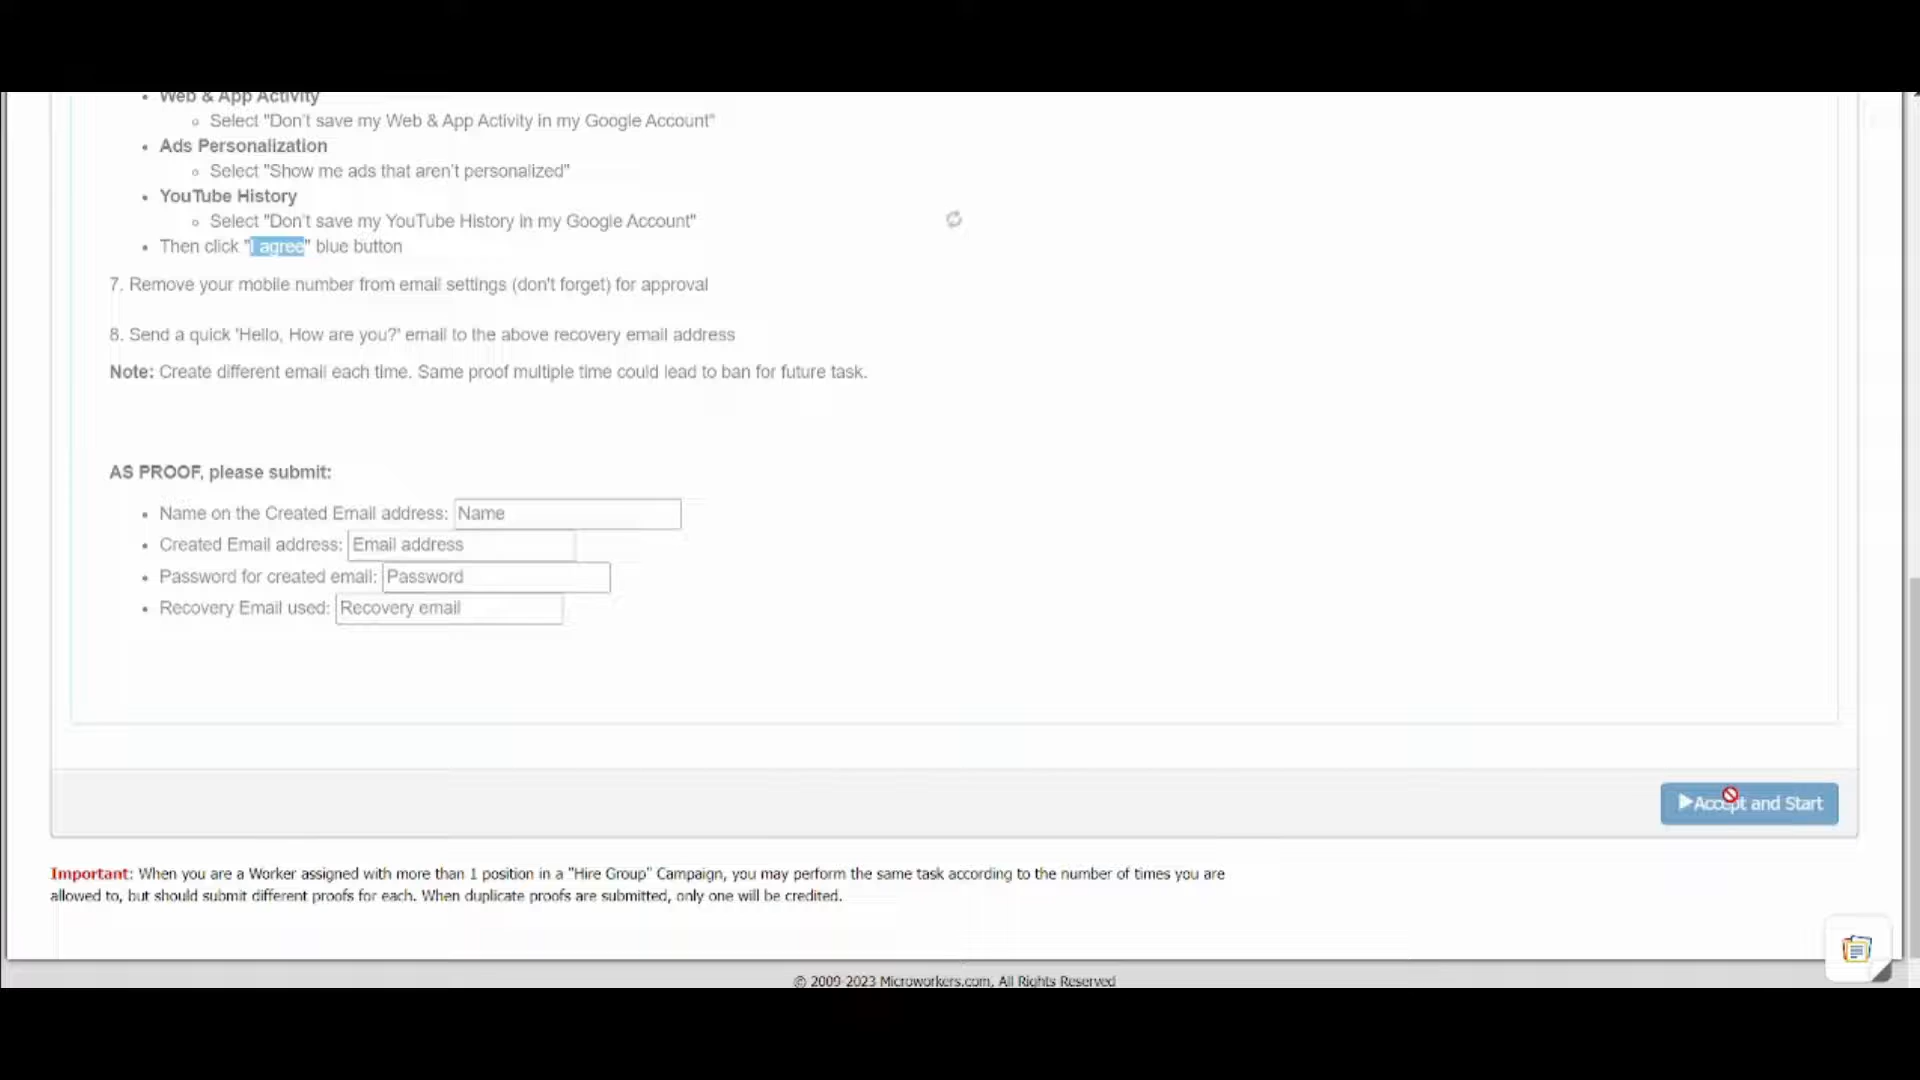 Web & App Activity
Select "Don't save my Web & App Activity in my Google Account"
Ads Personalization
Select "Show me ads that aren't personalized"
YouTube History
Select "Don't save my YouTube History in my Google Account"
Then click "I agree" blue button
7. Remove your mobile number from email settings (don't forget) for approval
8. Send a quick 'Hello, How are you?' email to the above recovery email address
Note: Create different email each time. Same proof multiple time could lead to ban for future task.
AS PROOF, please submit:
Name on the Created Email address: Name
Created Email address: Email address
Password for created email: Password
Recovery Email used: Recovery email
Accept and Start
Important: When you are a Worker assigned with more than 1 position in a "Hire Group" Campaign, you may perform the same task according to the number of times you are
allowed to, but should submit different proofs for each. When duplicate proofs are submitted, only one will be credited.
© 2009-2023 Microworkers.com, All Rights Reserved